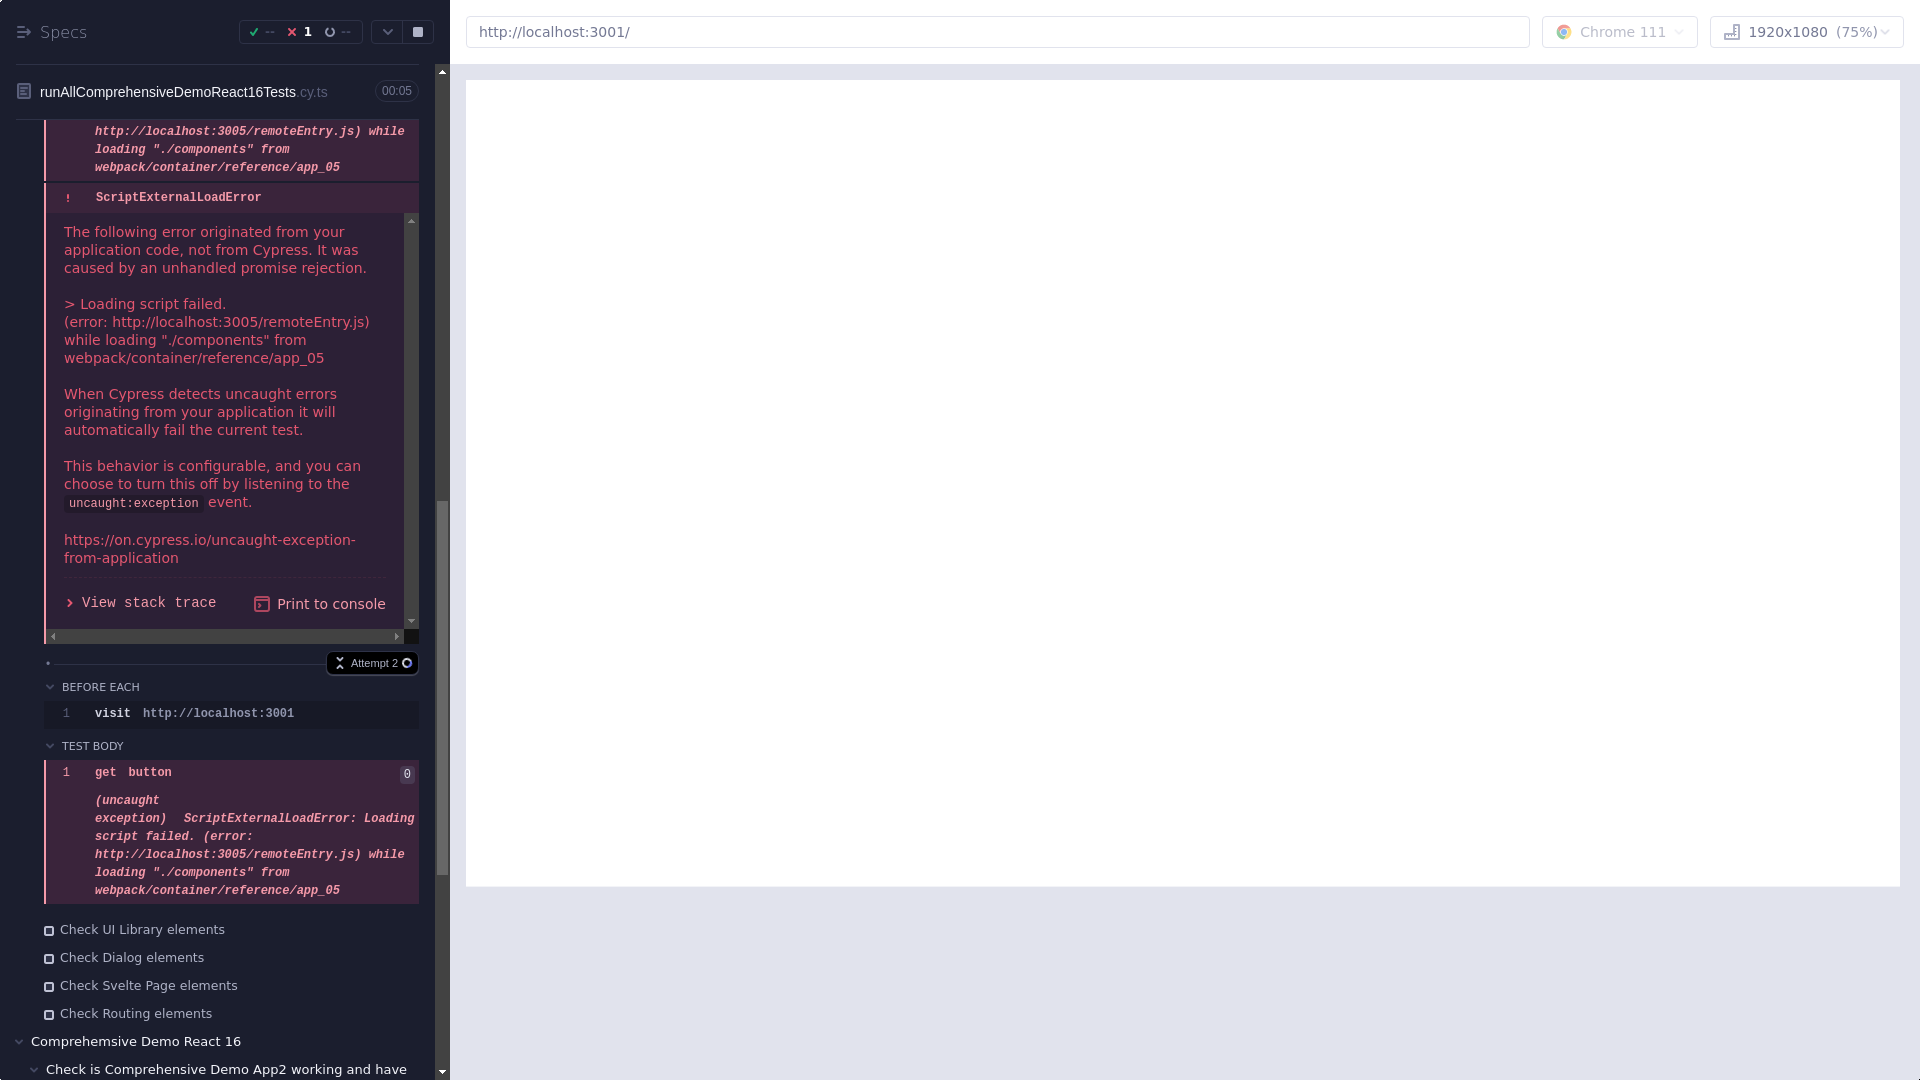 Specs
-- 1 --
http://localhost:3001/
Chrome 111
1920x1080 (75%)
runAllComprehensiveDemoReact16Tests.cy.ts
00:05
http://localhost:3005/remoteEntry.js) while
loading "./components" from
webpack/container/reference/app_05
! ScriptExternalLoadError
The following error originated from your
application code, not from Cypress. It was
caused by an unhandled promise rejection.
> Loading script failed.
(error: http://localhost:3005/remoteEntry.js)
while loading "./components" from
webpack/container/reference/app_05
When Cypress detects uncaught errors
originating from your application it will
automatically fail the current test.
This behavior is configurable, and you can
choose to turn this off by listening to the
uncaught:exception event.
https://on.cypress.io/uncaught-exception-
from-application
View stack trace
Print to console
Attempt 2
BEFORE EACH
1 visit http://localhost:3001
TEST BODY
1 get button 0
(uncaught
exception) ScriptExternalLoadError: Loading
script failed. (error:
http://localhost:3005/remoteEntry.js) while
loading "./components" from
webpack/container/reference/app_05
Check UI Library elements
Check Dialog elements
Check Svelte Page elements
Check Routing elements
Comprehemsive Demo React 16
Check is Comprehensive Demo App2 working and have